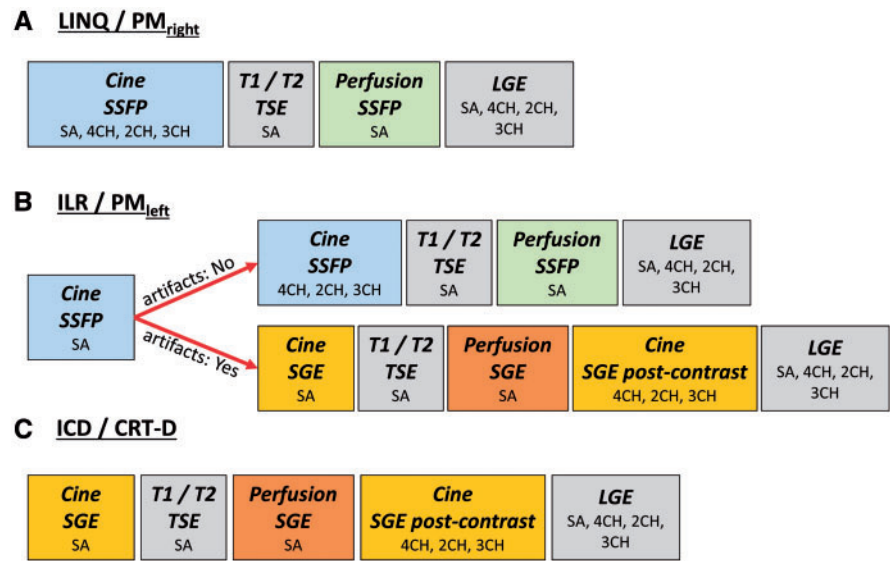 A LINQ / PMright
Cine
SSFP
SA, 4CH, 2CH, 3CH
T1 / T2
TSE
SA
Perfusion
SSFP
SA
LGE
SA, 4CH, 2CH,
3CH
B ILR / PMleft
Cine
SSFP
SA
artifacts: No
Cine
SSFP
4CH, 2CH, 3CH
T1 / T2
TSE
SA
Perfusion
SSFP
SA
LGE
SA, 4CH, 2CH,
3CH
artifacts: Yes
Cine
SGE
SA
T1 / T2
TSE
SA
Perfusion
SGE
SA
Cine
SGE post-contrast
4CH, 2CH, 3CH
LGE
SA, 4CH, 2CH,
3CH
C ICD / CRT-D
Cine
SGE
SA
T1 / T2
TSE
SA
Perfusion
SGE
SA
Cine
SGE post-contrast
4CH, 2CH, 3CH
LGE
SA, 4CH, 2CH,
3CH